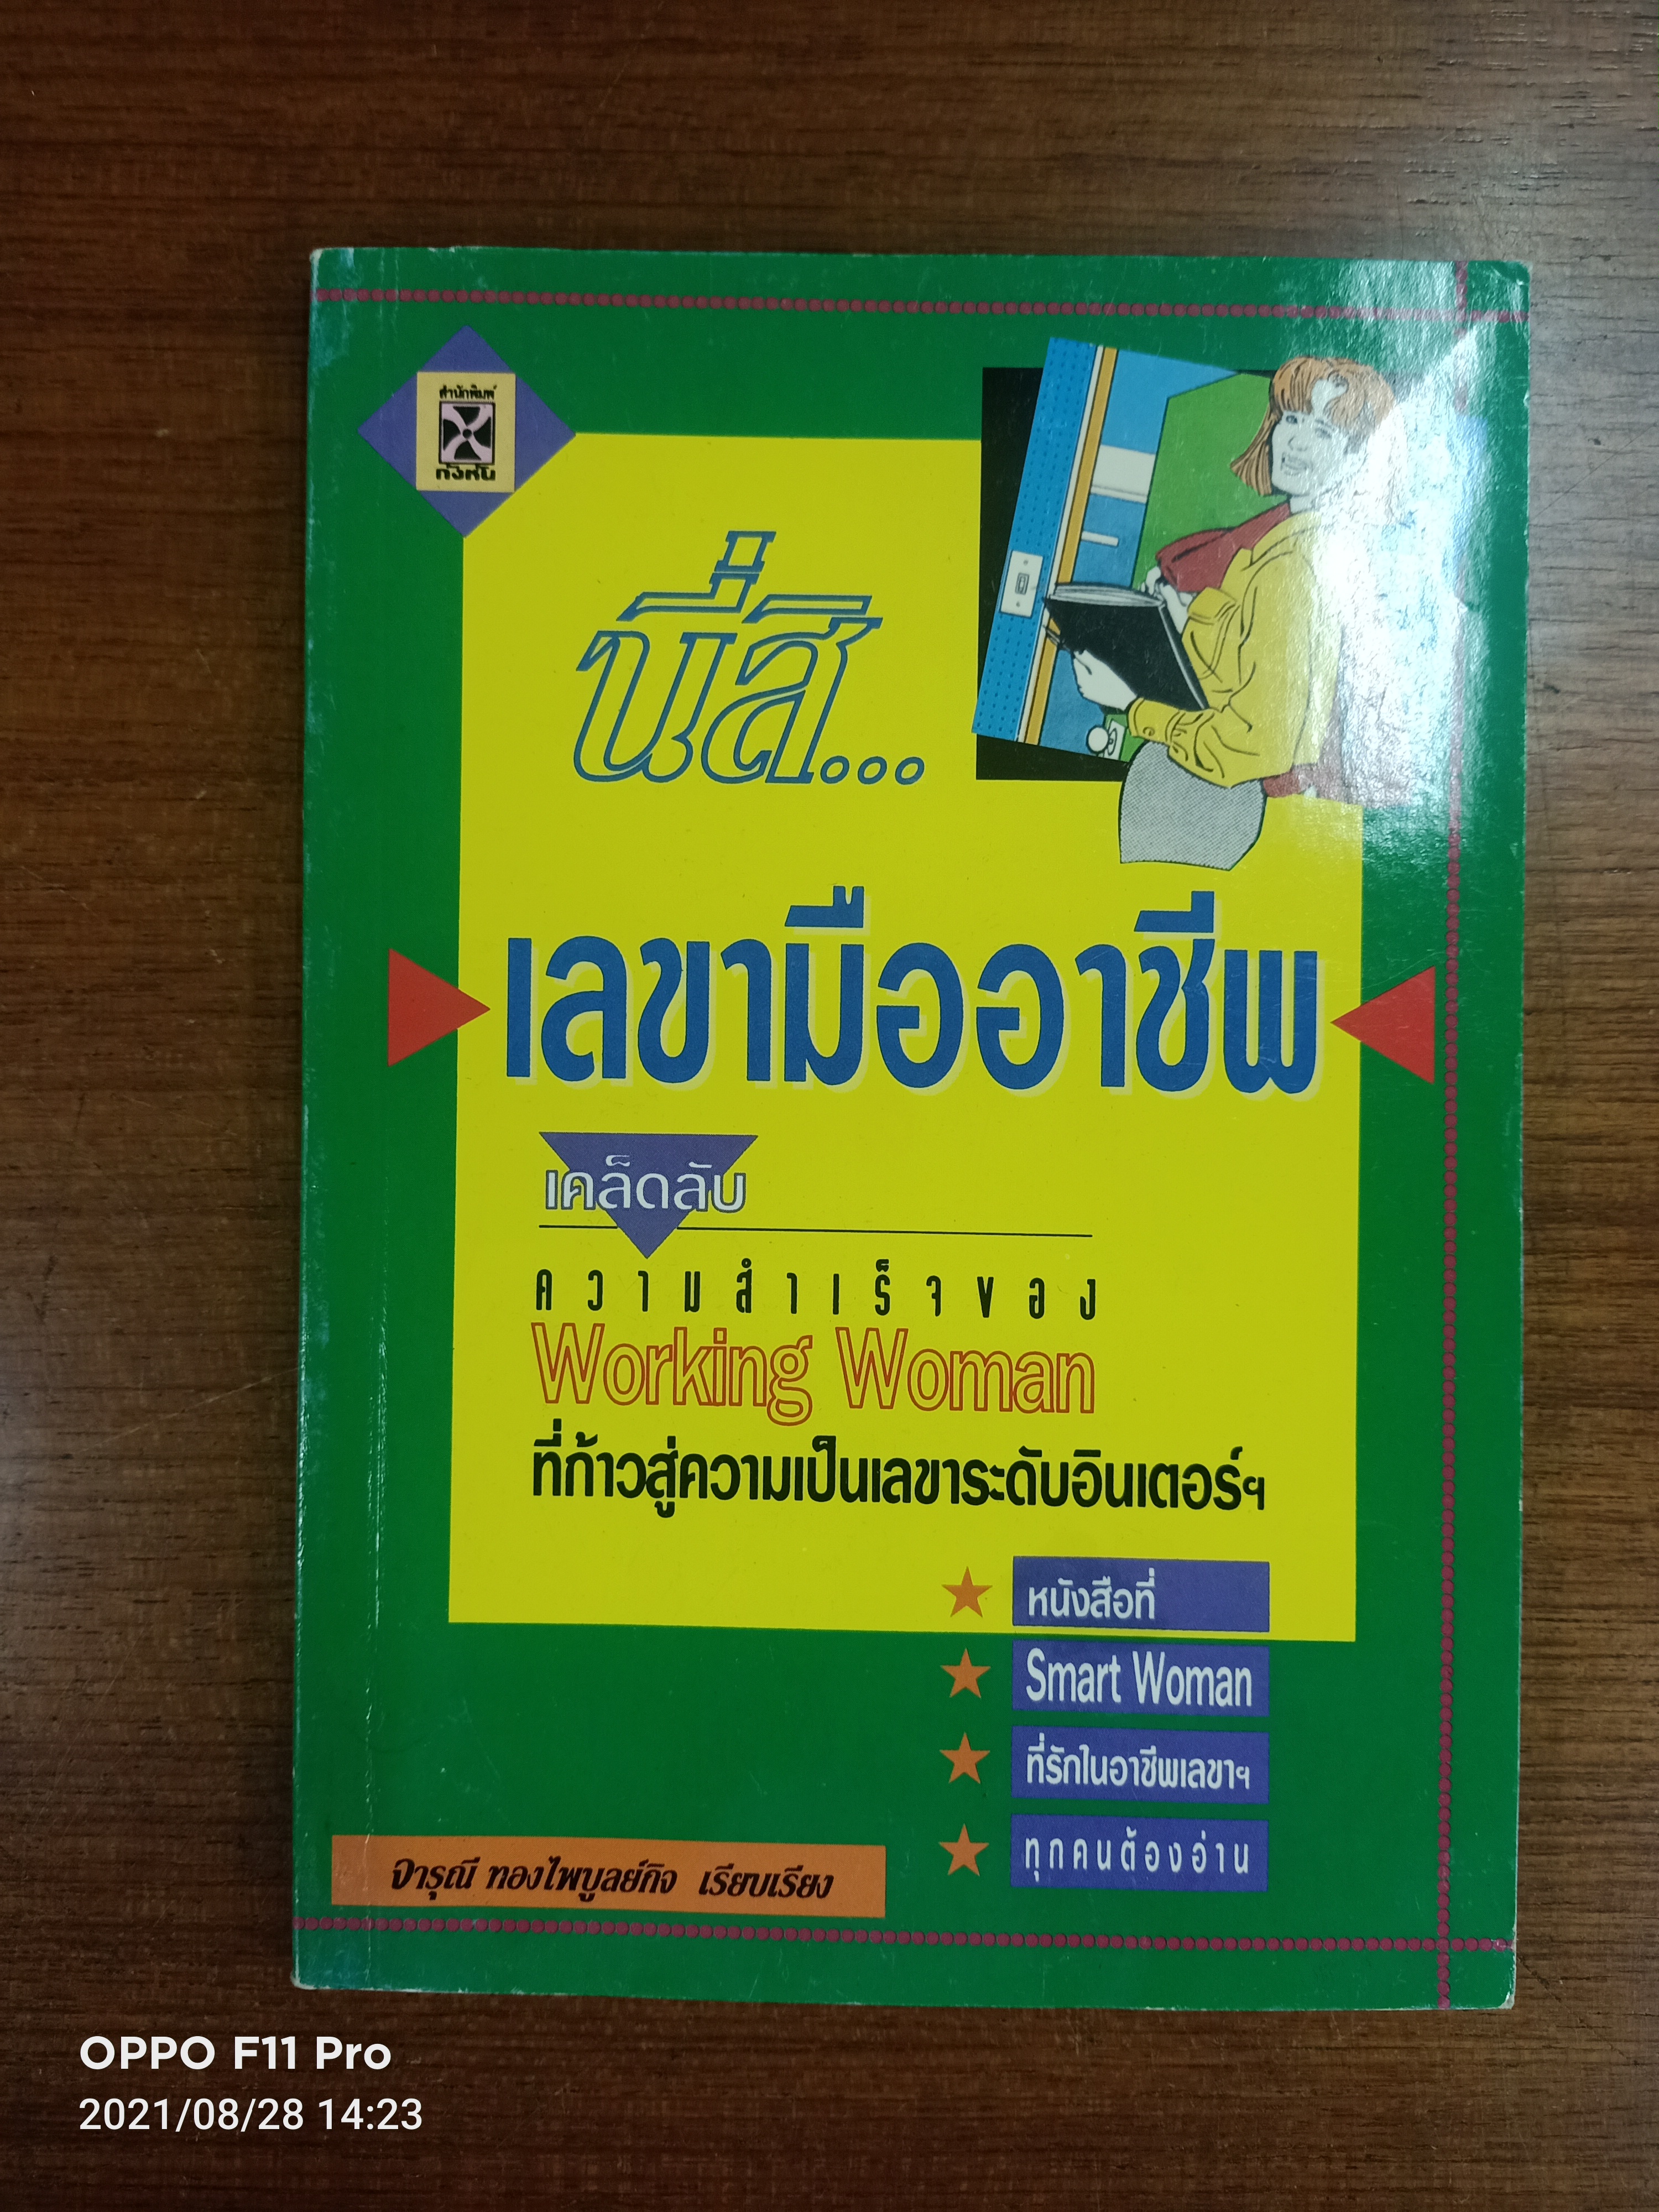 สำนักพิมพ์
กังหัน
นี่สิ...
เลขามืออาชีพ
เคล็ดลับ
ความสำเร็จของ
Working Woman
ที่ก้าวสู่ความเป็นเลขาระดับอินเตอร์ฯ
หนังสือที่
Smart Woman
ที่รักในอาชีพเลขาฯ
ทุกคนต้องอ่าน
จารุณี ทองไพบูลย์กิจ เรียบเรียง
OPPO F11 Pro
2021/08/28 14:23